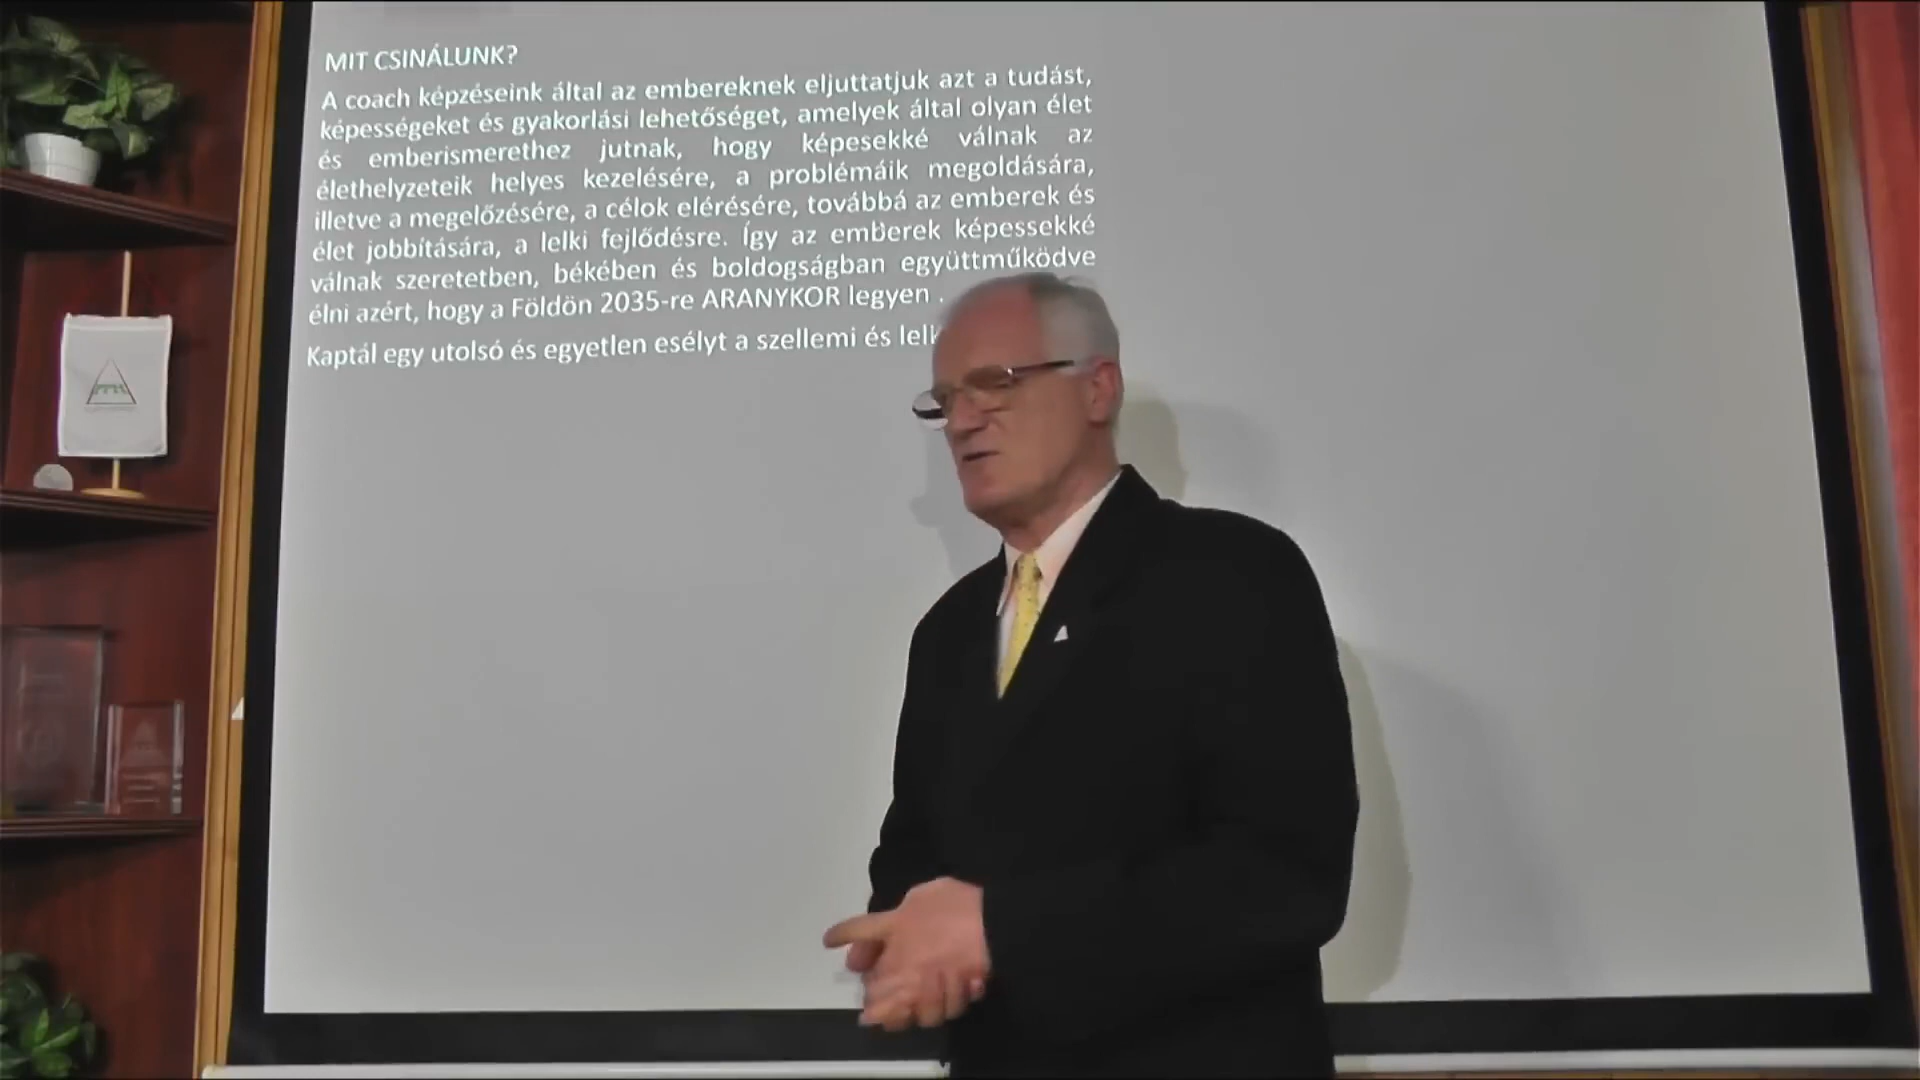 MIT CSINÁLUNK?
A coach képzéseink által az embereknek eljuttatjuk azt a tudást,
képességeket és gyakorlási lehetőséget, amelyek által olyan élet
és emberismerethez jutnak, hogy képesekké válnak az
élethelyzeteik helyes kezelésére, a problémáik megoldására,
illetve a megelőzésére, a célok elérésére, továbbá az emberek és
élet jobbítására, a lelki fejlődésre. Így az emberek képessekké
válnak szeretetben, békében és boldogságban együttműködve
élni azért, hogy a Földön 2035-re ARANYKOR legyen .
Kaptál egy utolsó és egyetlen esélyt a szellemi és